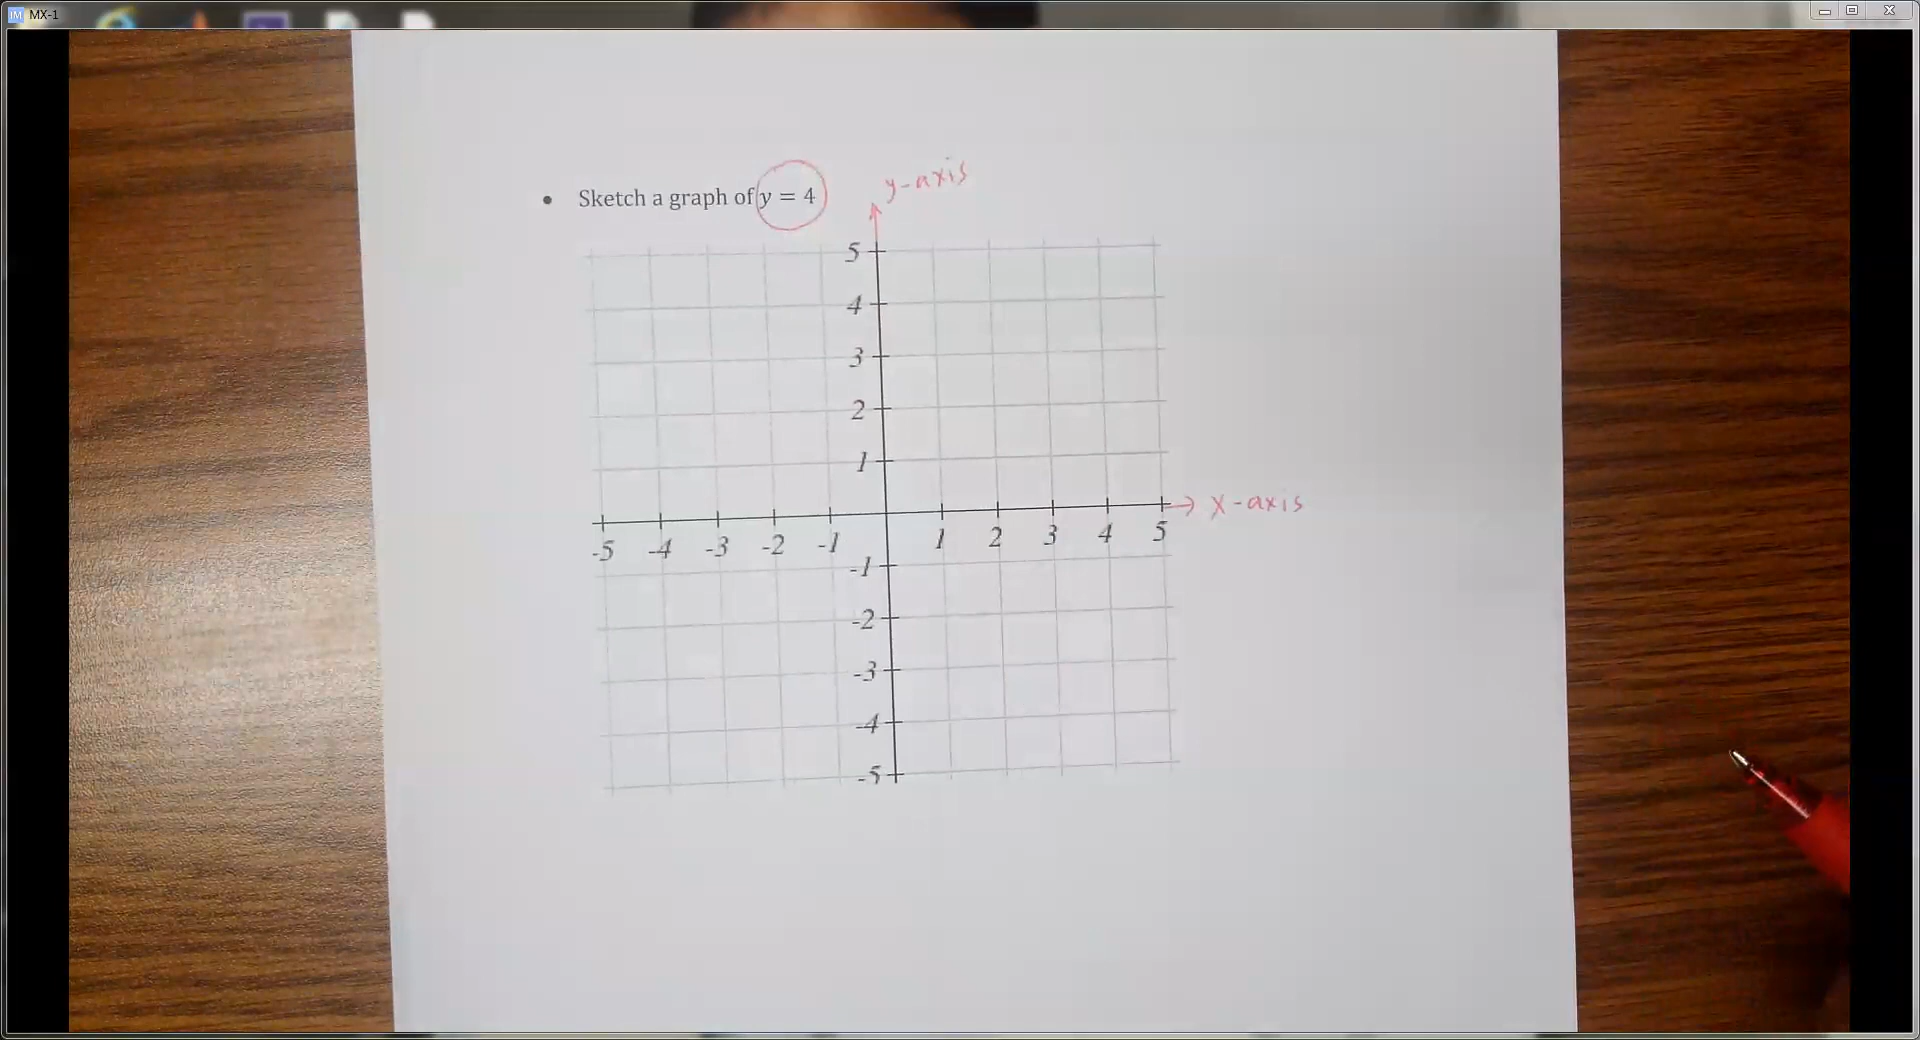 MX-1
y-axis
• Sketch a graph of y = 4
5
4
3
2
1
x-axis
-5 -4 -3 -2 -1 1 2 3 4 5
-1
-2
-3
-4
-5